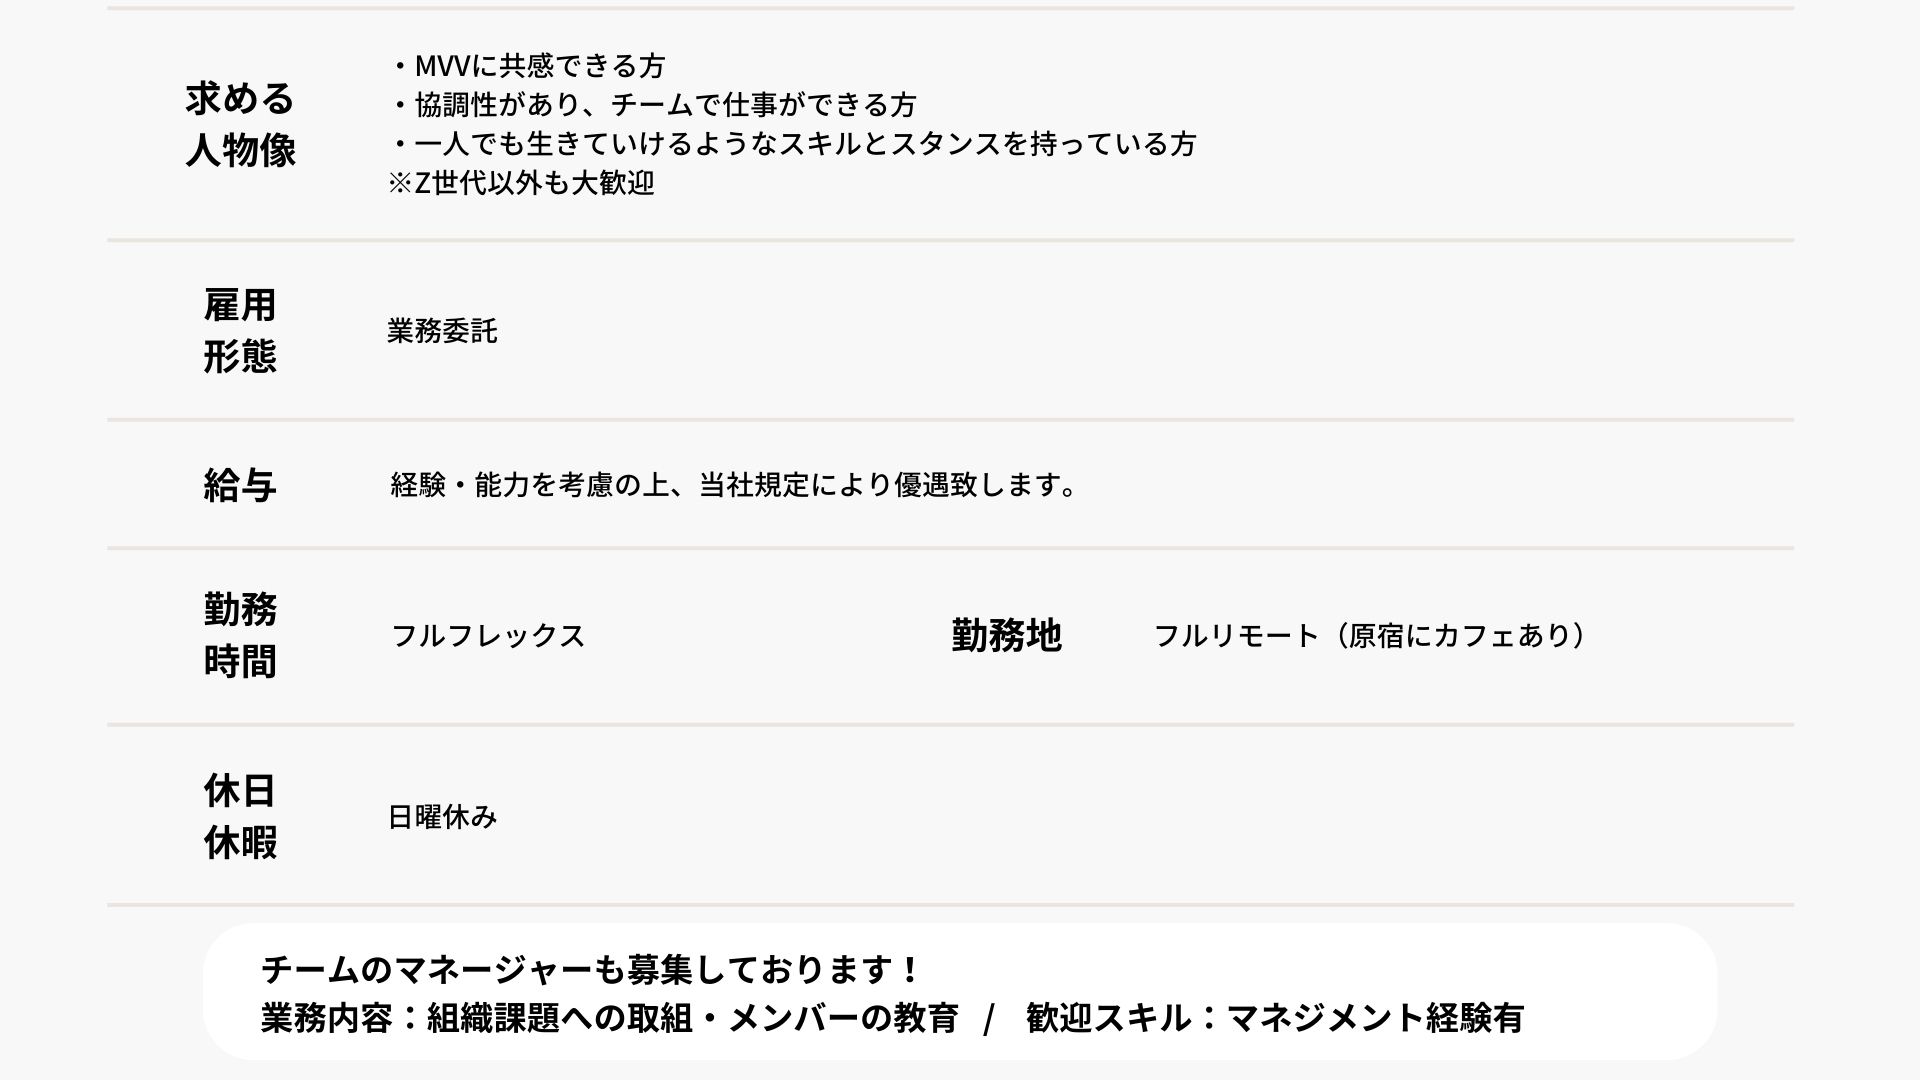 求める
人物像
・MVVに共感できる方
・協調性があり、チームで仕事ができる方
・一人でも生きていけるようなスキルとスタンスを持っている方
※Z世代以外も大歓迎
雇用
形態
業務委託
給与
経験・能力を考慮の上、当社規定により優遇致します。
勤務
時間
フルフレックス
勤務地
フルリモート（原宿にカフェあり）
休日
休暇
日曜休み
チームのマネージャーも募集しております！
業務内容：組織課題への取組・メンバーの教育 / 歓迎スキル：マネジメント経験有